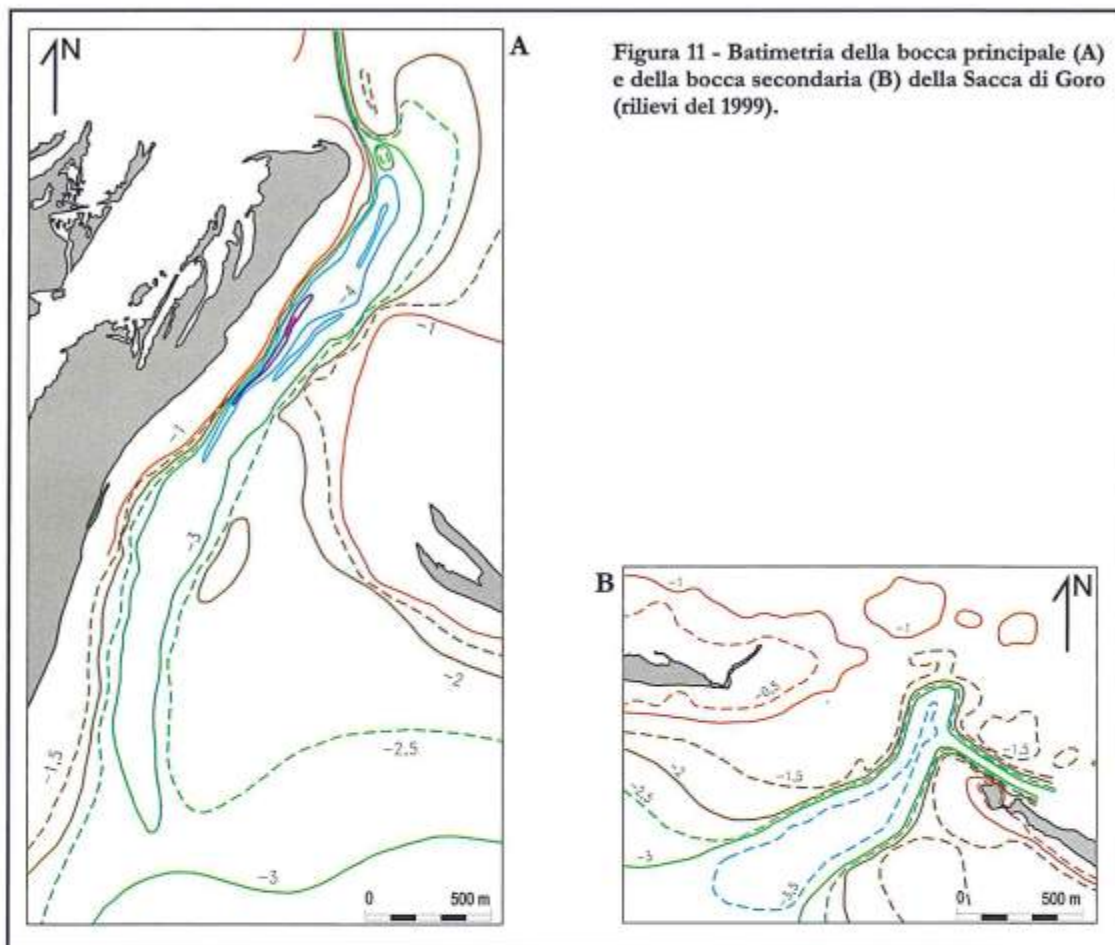 A
N
Figura 11 - Batimetria della bocca principale (A)
e della bocca secondaria (B) della Sacca di Goro
(rilievi del 1999).
-4
-1
-1
-3
-2
-2,5
-1,5
-3
0 500 m
B
N
-1
-1
-0,5
-1,5
-1,5
-2
-2,5
-3
-3,5
0 500 m